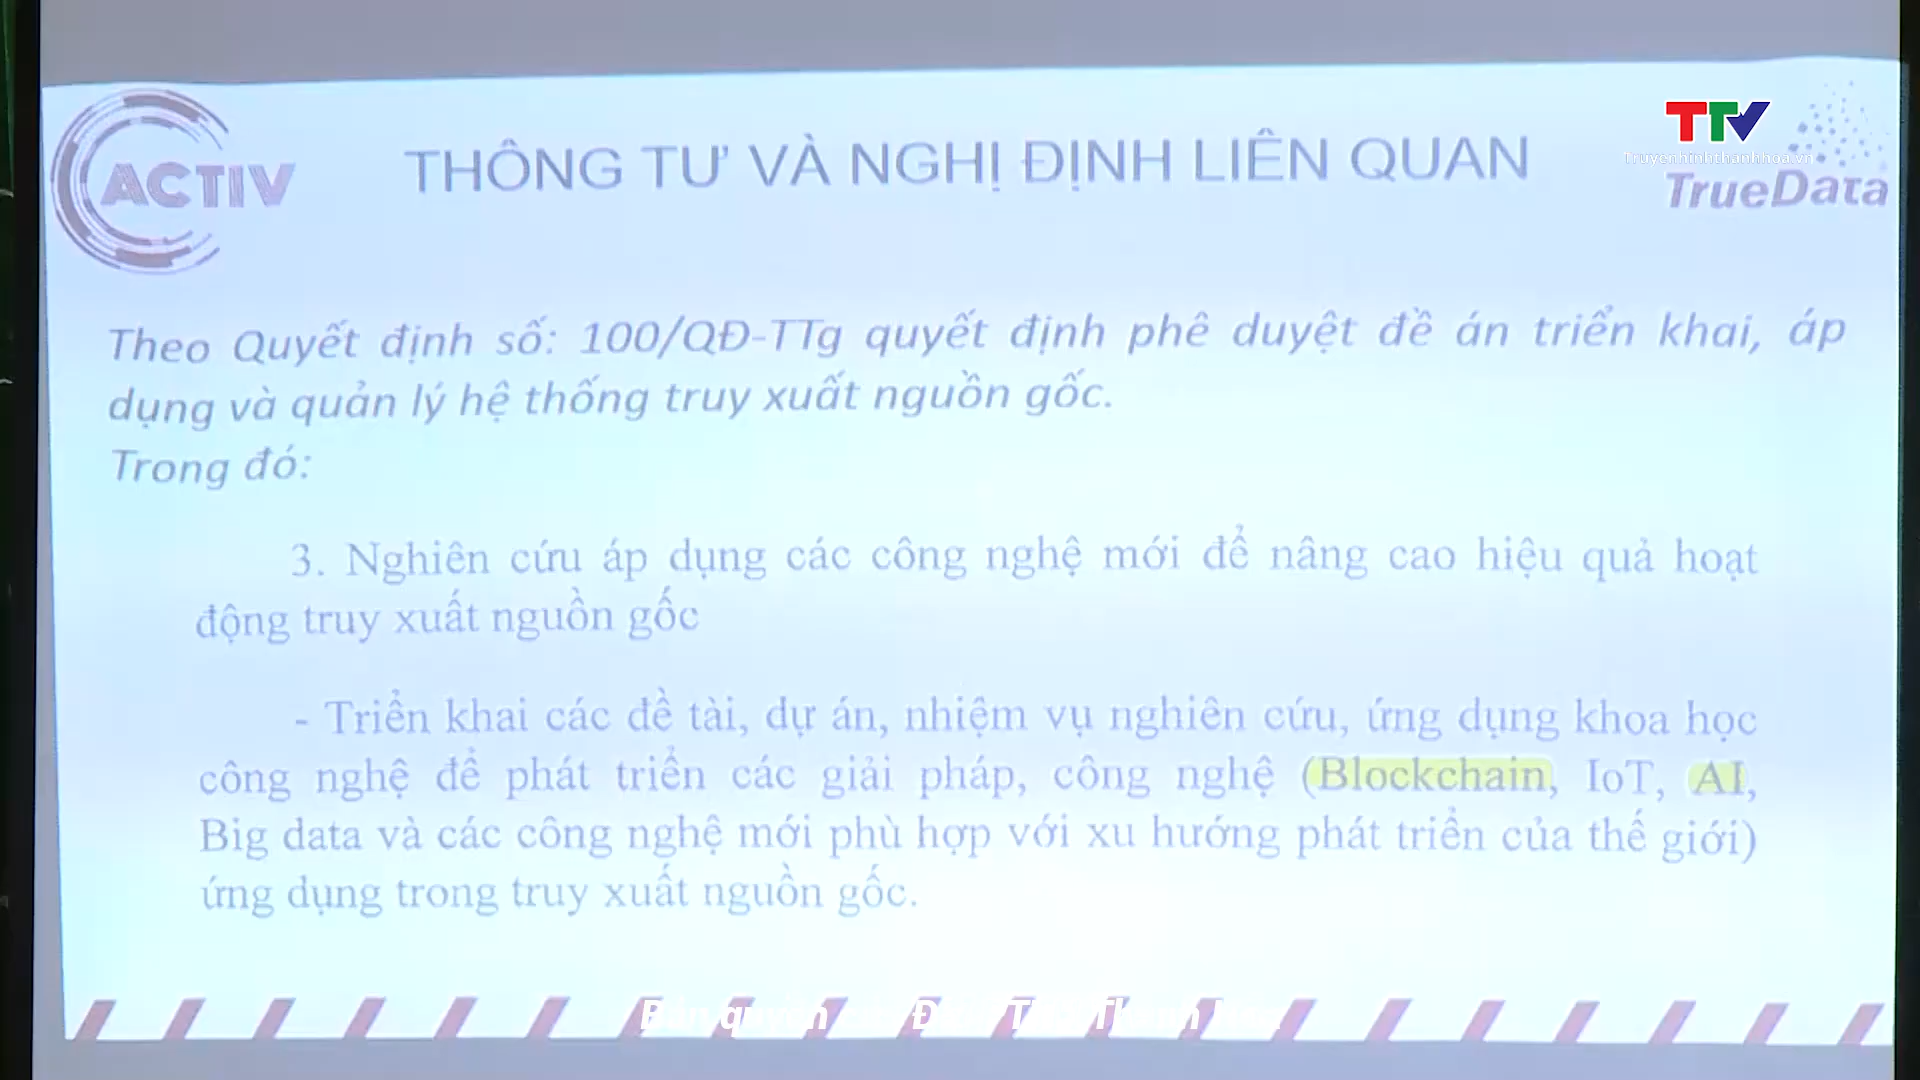 ACTIV
THÔNG TƯ VÀ NGHỊ ĐỊNH LIÊN QUAN
TTV
Truyenhinhthanhhoa.vn
TrueData
Theo Quyết định số: 100/QĐ-TTg quyết định phê duyệt đề án triển khai, áp
dụng và quản lý hệ thống truy xuất nguồn gốc.
Trong đó:
3. Nghiên cứu áp dụng các công nghệ mới để nâng cao hiệu quả hoạt
động truy xuất nguồn gốc
- Triển khai các đề tài, dự án, nhiệm vụ nghiên cứu, ứng dụng khoa học
công nghệ để phát triển các giải pháp, công nghệ (Blockchain, IoT, AI,
Big data và các công nghệ mới phù hợp với xu hướng phát triển của thế giới)
ứng dụng trong truy xuất nguồn gốc.
Bản quyền